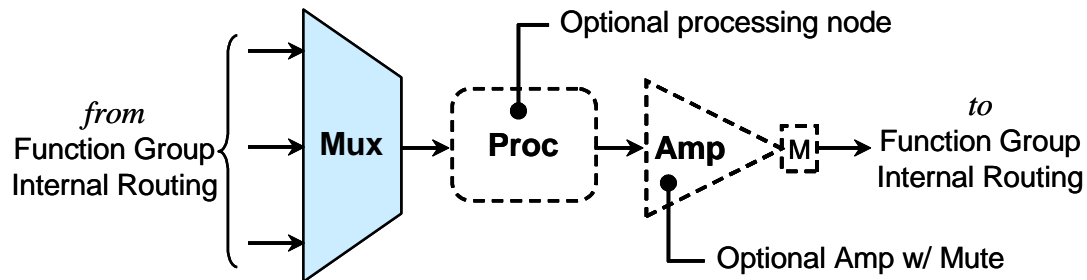 Optional processing node
from
Function Group
Internal Routing
Mux
Proc
Amp
M
to
Function Group
Internal Routing
Optional Amp w/ Mute